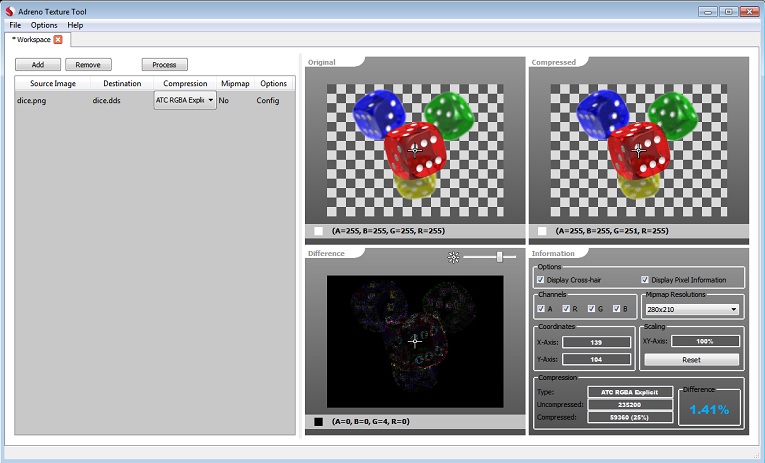 Adreno Texture Tool
File Options Help
* Workspace
Add Remove Process
Source Image Destination Compression Mipmap Options
dice.png dice.dds ATC RGBA Explic No Config
Original
(A=255, B=255, G=255, R=255)
Compressed
(A=255, B=255, G=251, R=255)
Difference
(A=0, B=0, G=4, R=0)
Information
Options
Display Cross-hair Display Pixel Information
Channels
A R G B
Mipmap Resolutions
280x210
Coordinates
X-Axis: 139
Y-Axis: 104
Scaling
XY-Axis: 100%
Reset
Compression
Type: ATC RGBA Explicit
Uncompressed: 235200
Compressed: 59360 (25%)
Difference:
1.41%